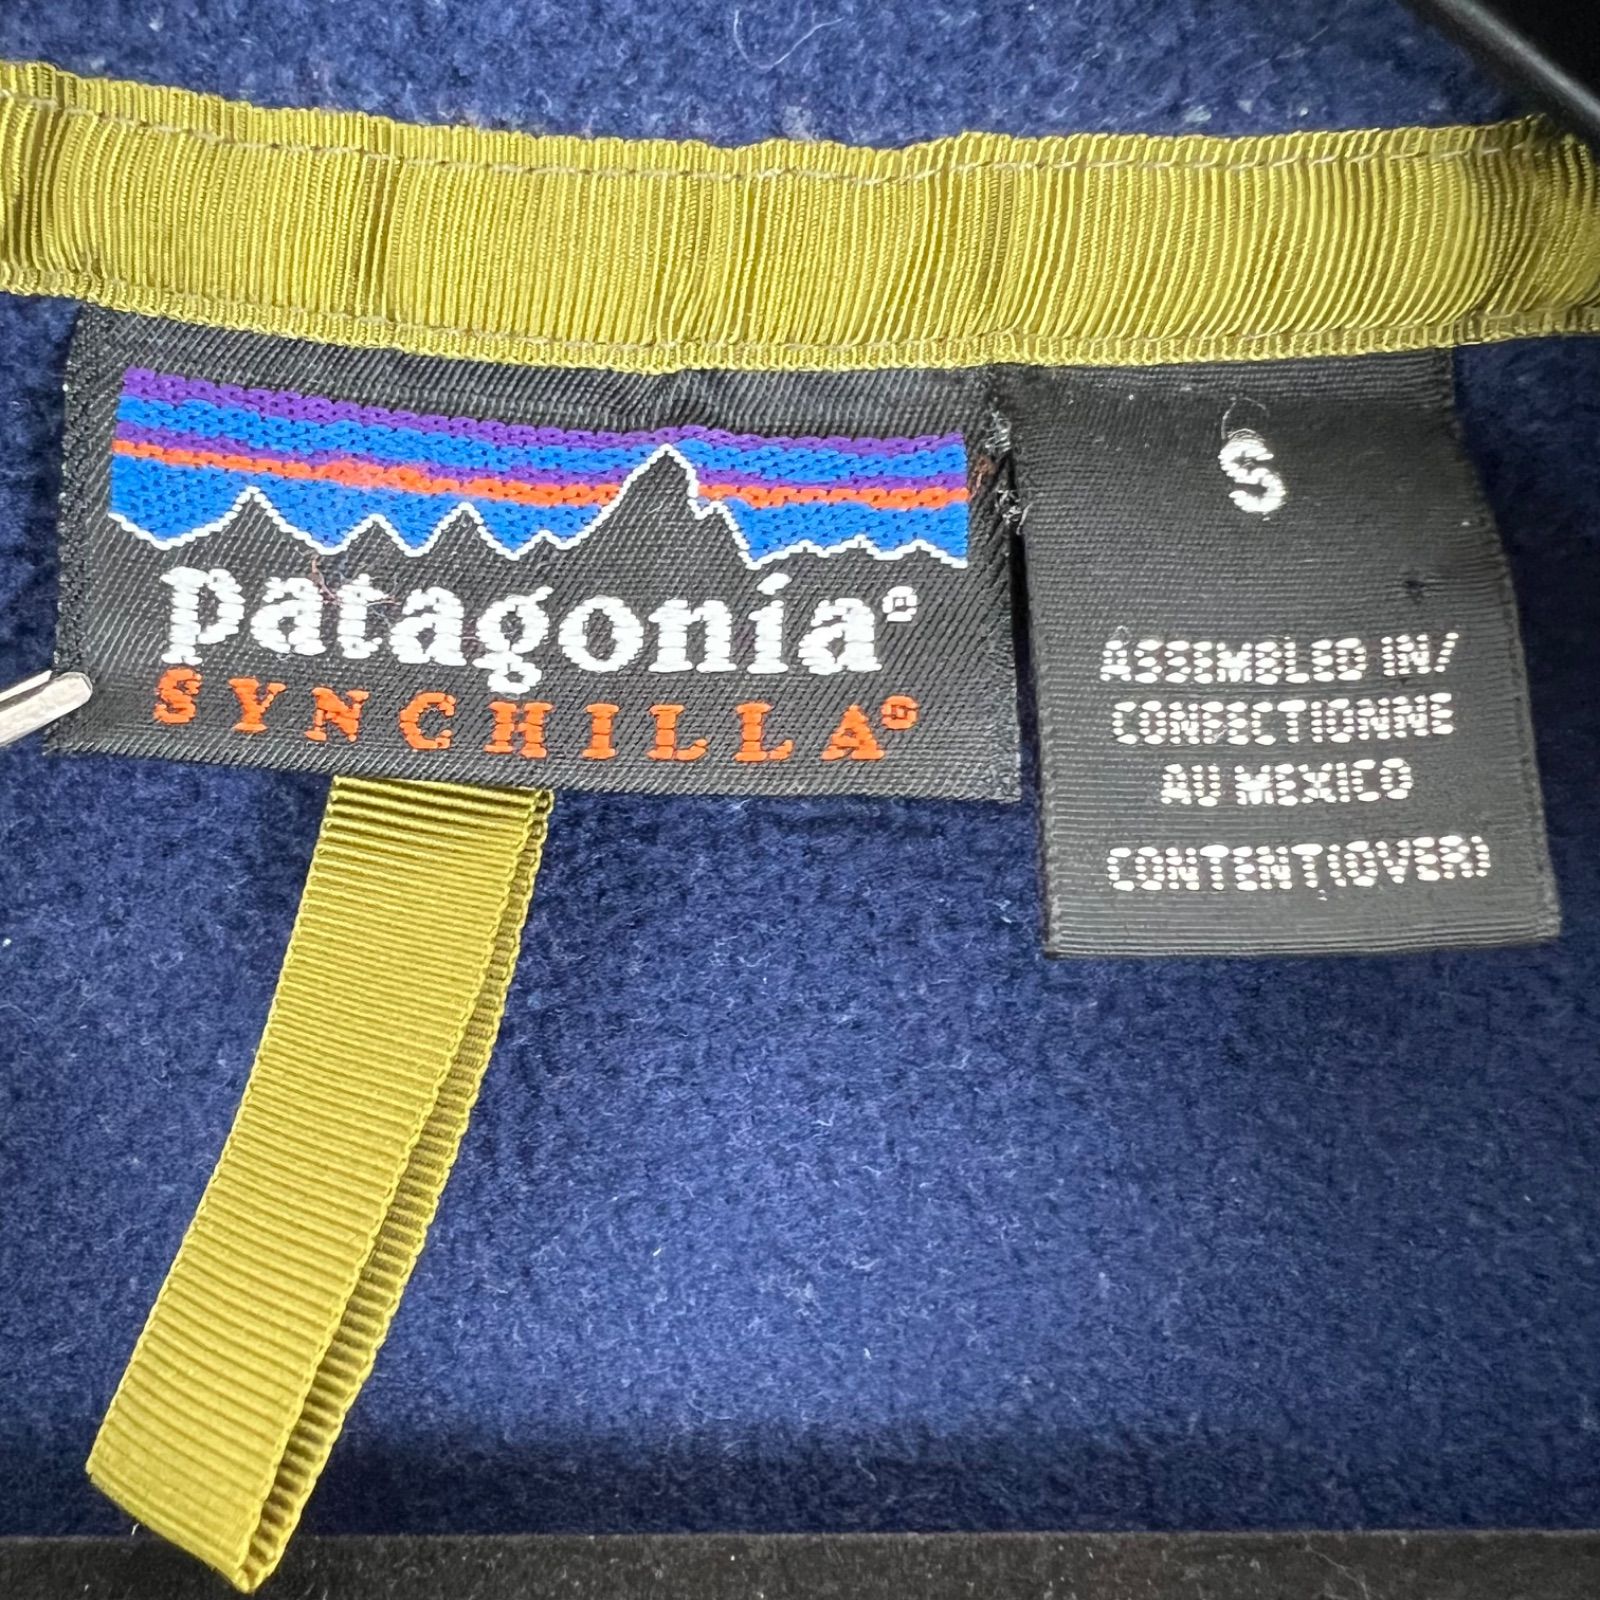 patagonia®
SYNCHILLA®
S
ASSEMBLED IN/
CONFECTIONNE
AU MEXICO
CONTENT(OVER)